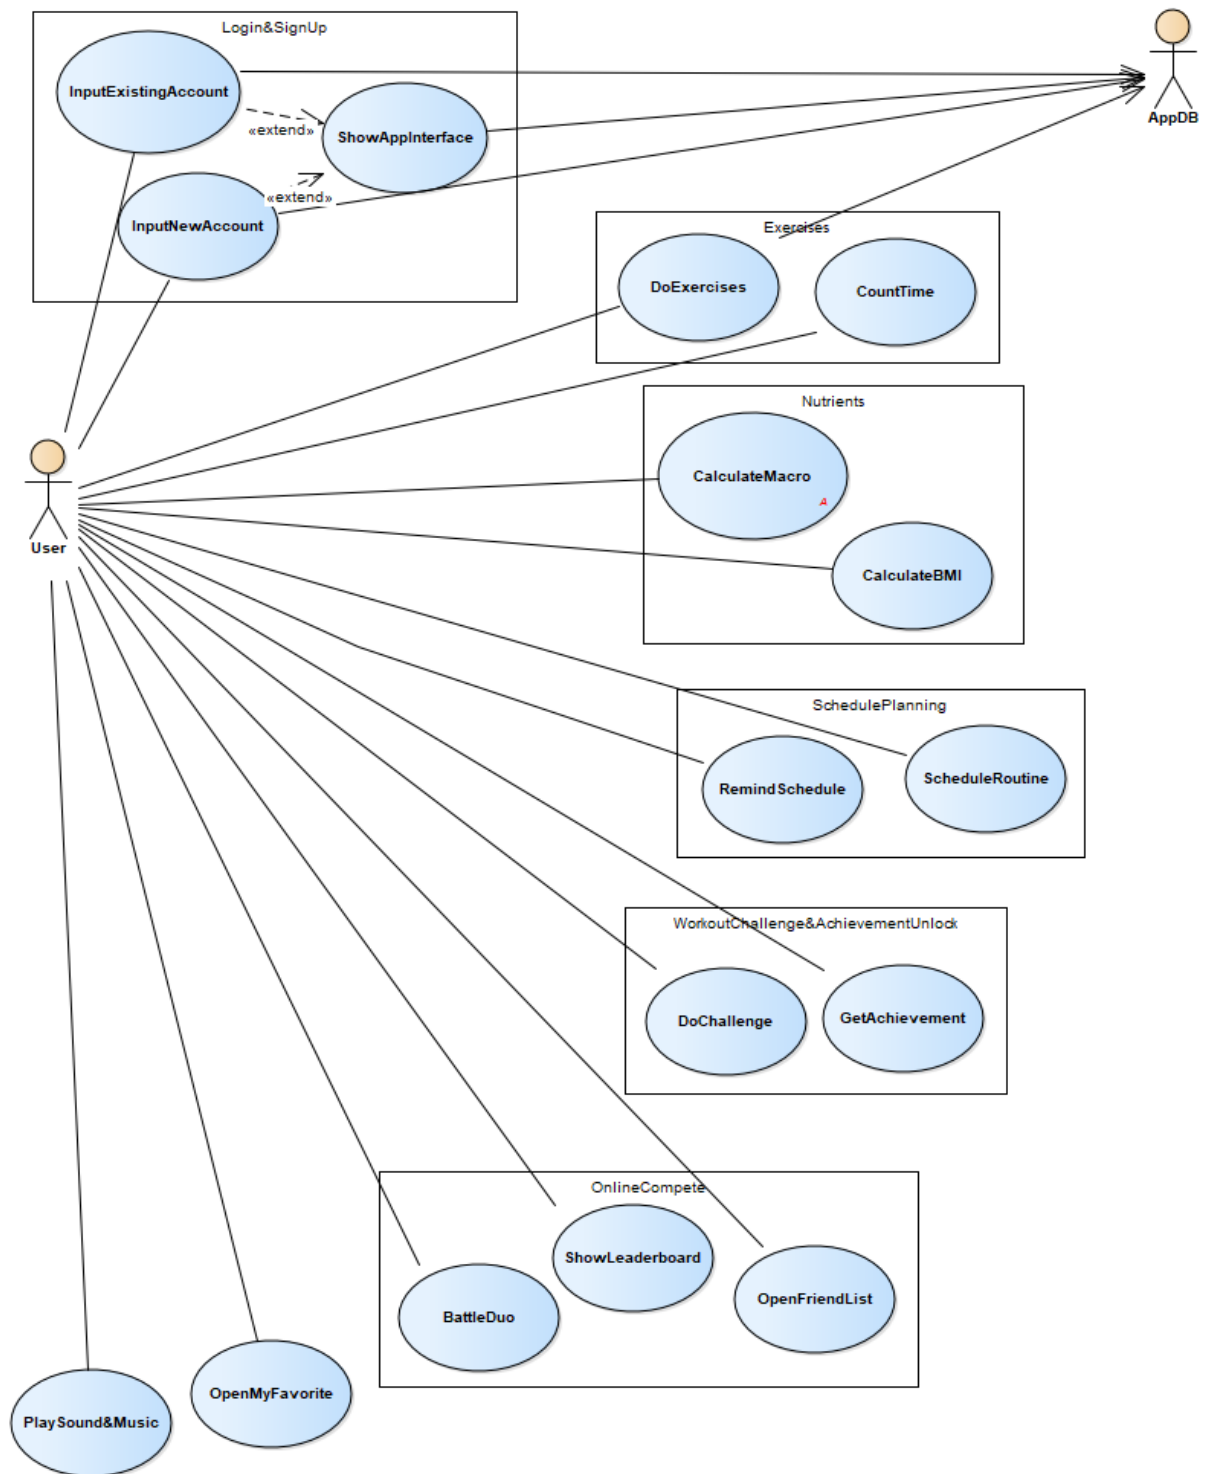 Login&SignUp
InputExistingAccount
«extend»
ShowAppInterface
AppDB
«extend»
InputNewAccount
Exercises
DoExercises
CountTime
Nutrients
CalculateMacro
A
CalculateBMI
User
SchedulePlanning
RemindSchedule
ScheduleRoutine
WorkoutChallenge&AchievementUnlock
DoChallenge
GetAchievement
OnlineCompete
ShowLeaderboard
BattleDuo
OpenFriendList
OpenMyFavorite
PlaySound&Music